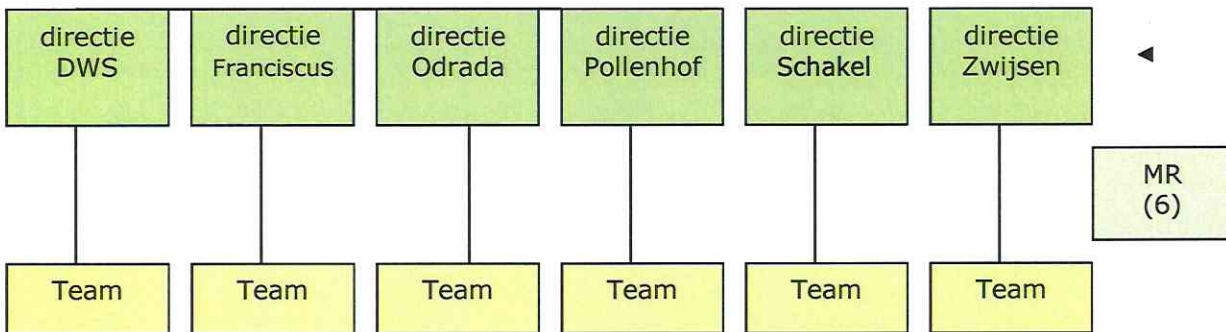 directie
DWS
directie
Franciscus
directie
Odrada
directie
Pollenhof
directie
Schakel
directie
Zwijsen
MR
(6)
Team
Team
Team
Team
Team
Team